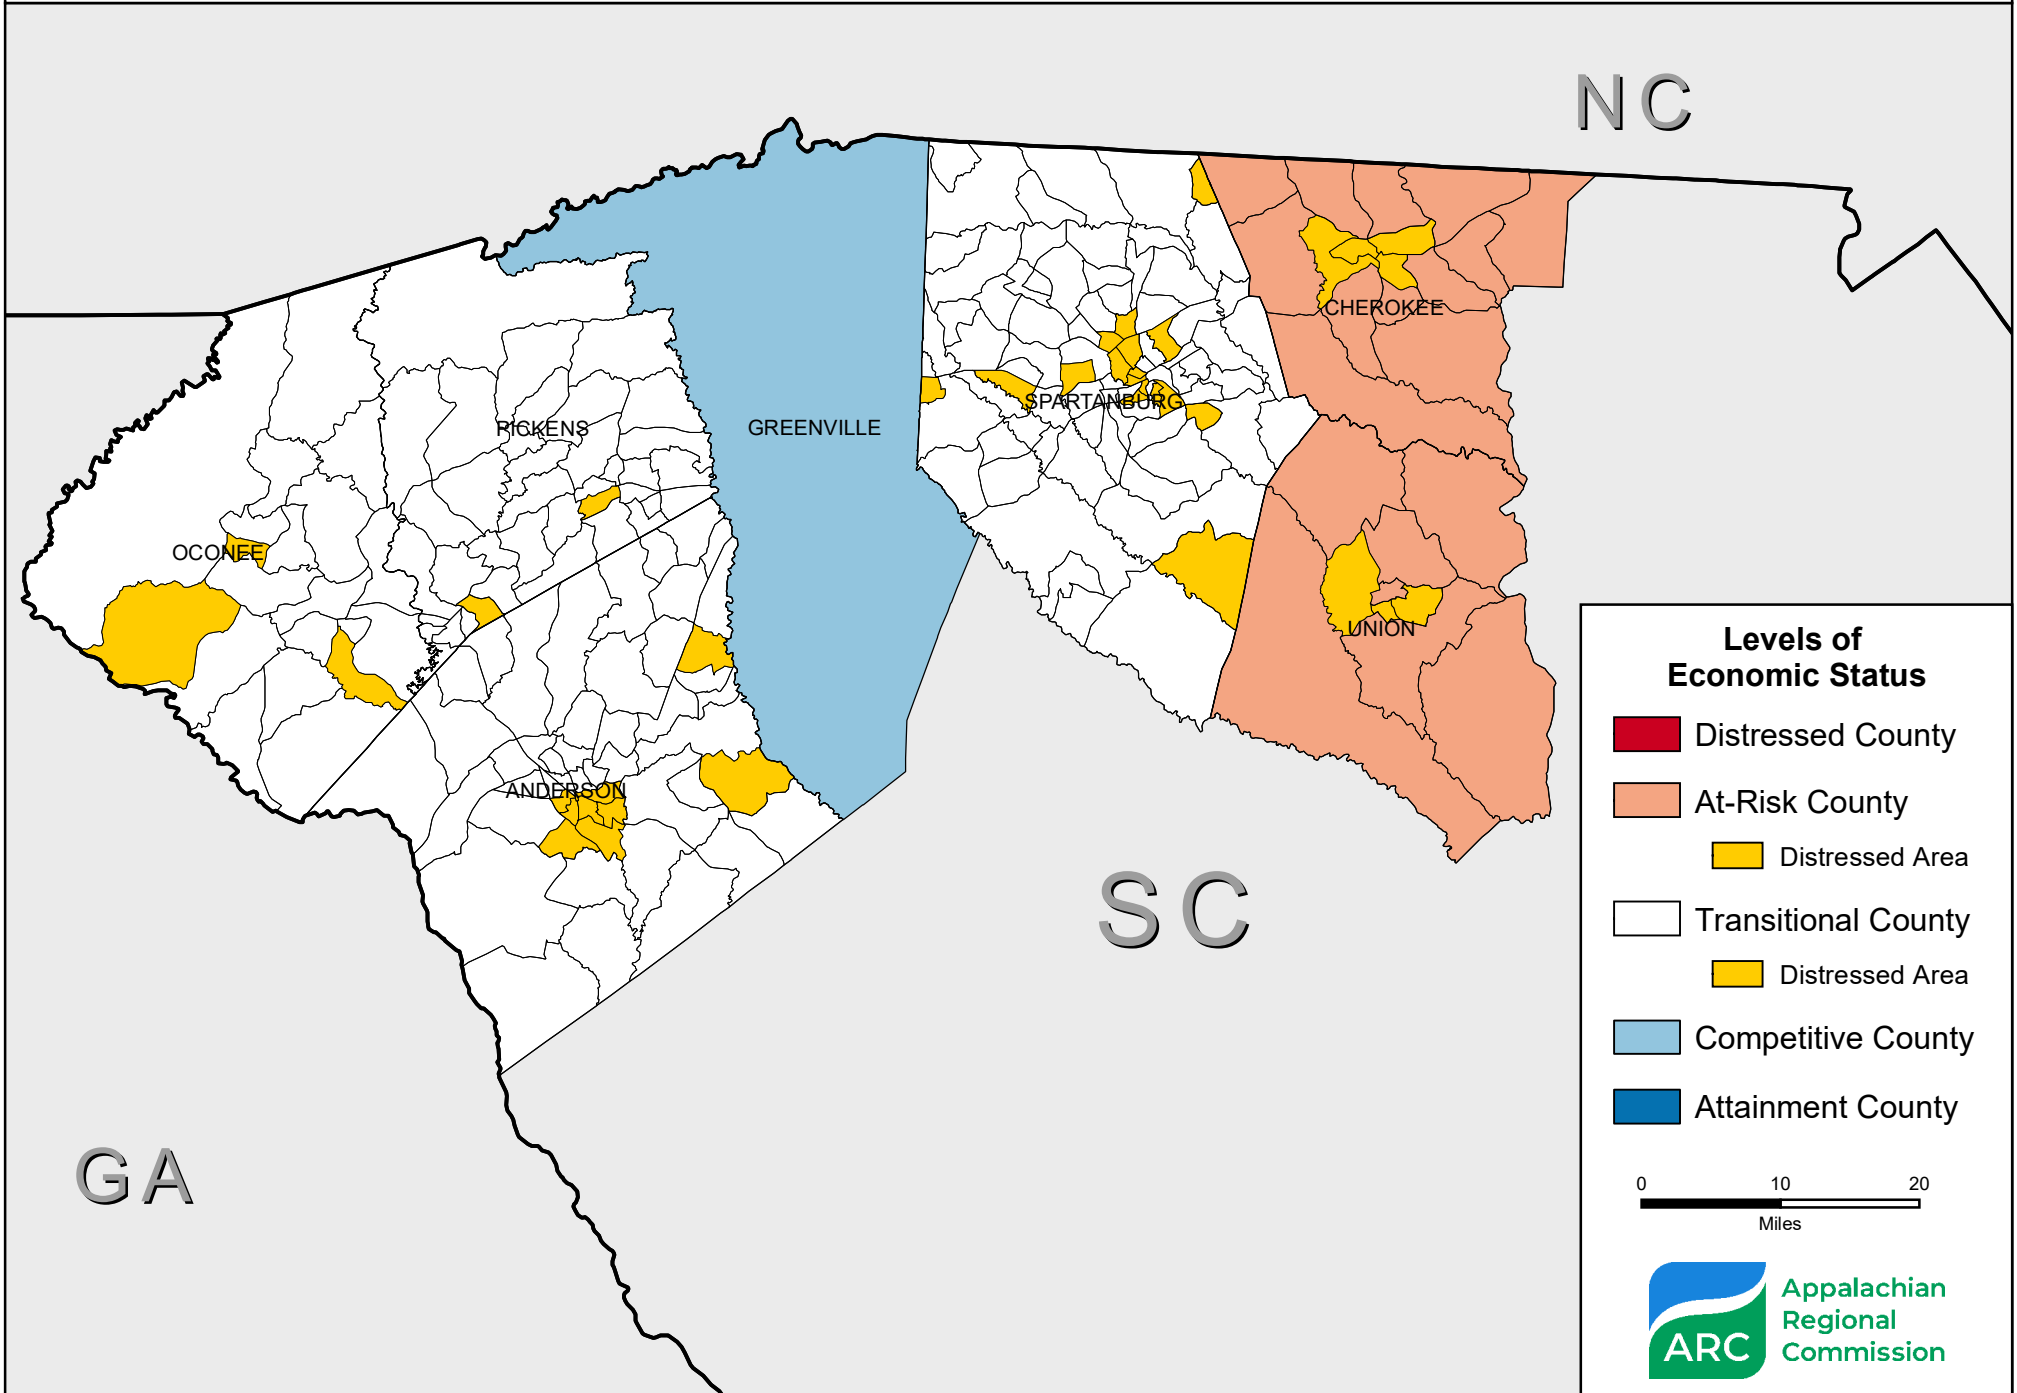 NC
CHEROKEE
SPARTANBURG
PICKENS
GREENVILLE
OCONEE
UNION
ANDERSON
SC
GA
Levels of
Economic Status
Distressed County
At-Risk County
Distressed Area
Transitional County
Distressed Area
Competitive County
Attainment County
0 10 20
Miles
ARC
Appalachian
Regional
Commission